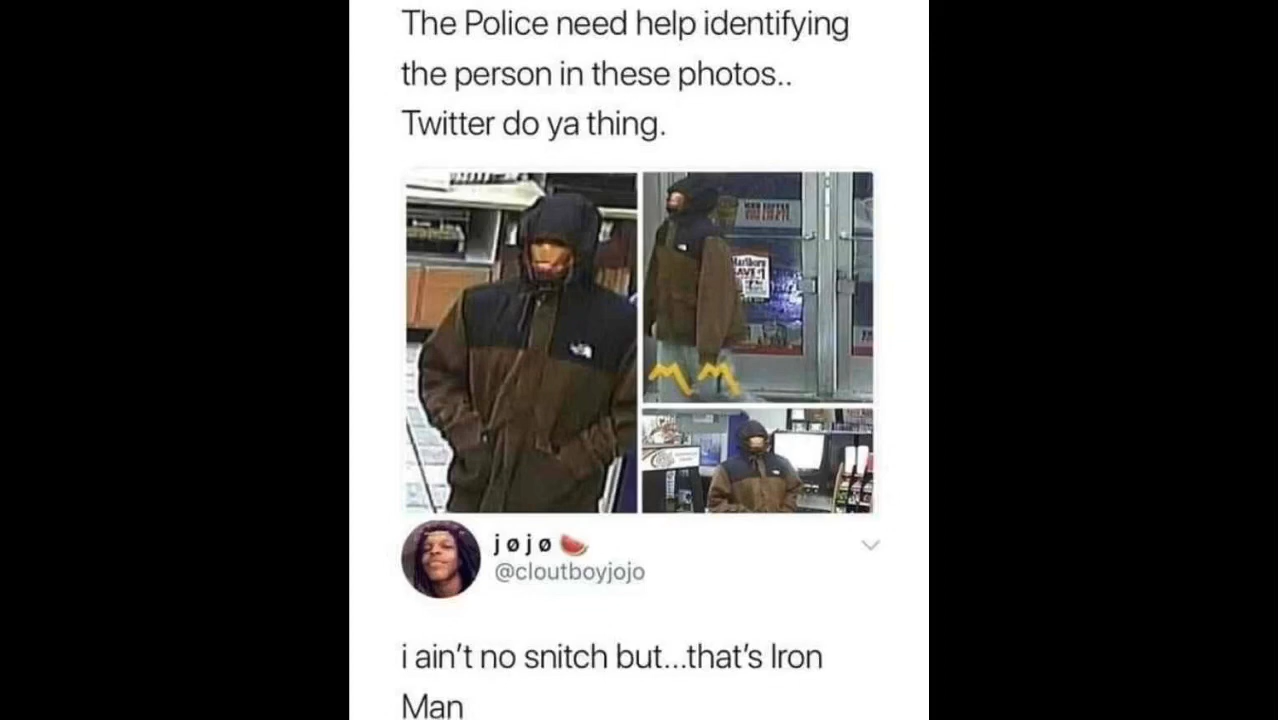 The Police need help identifying
the person in these photos..
Twitter do ya thing.
jøjø🍉
@cloutboyjojo
i ain't no snitch but...that's Iron
Man